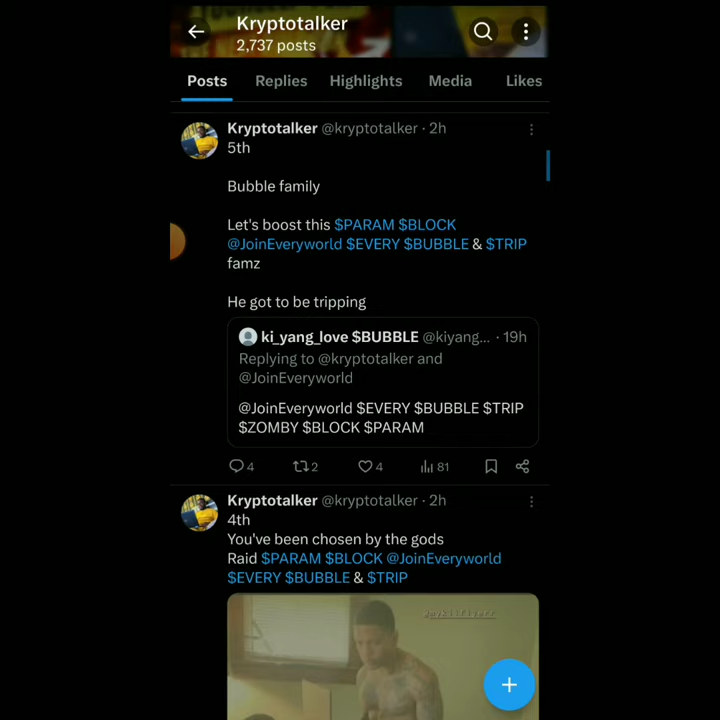 Kryptotalker
2,737 posts
Posts Replies Highlights Media Likes
Kryptotalker @kryptotalker · 2h
5th
Bubble family
Let's boost this $PARAM $BLOCK
@JoinEveryworld $EVERY $BUBBLE & $TRIP
famz
He got to be tripping
ki_yang_love $BUBBLE @kiyang... · 19h
Replying to @kryptotalker and
@JoinEveryworld
@JoinEveryworld $EVERY $BUBBLE $TRIP
$ZOMBY $BLOCK $PARAM
4 2 4 81
Kryptotalker @kryptotalker · 2h
4th
You've been chosen by the gods
Raid $PARAM $BLOCK @JoinEveryworld
$EVERY $BUBBLE & $TRIP